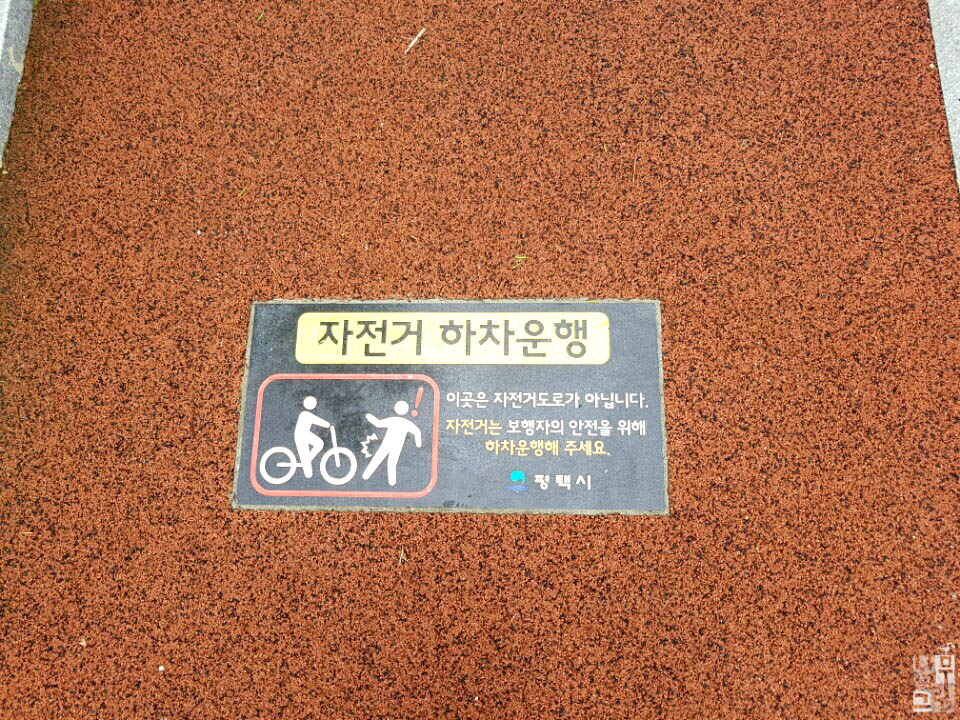 자전거 하차운행
이곳은 자전거도로가 아닙니다.
자전거는 보행자의 안전을 위해
하차운행해 주세요.
평택시